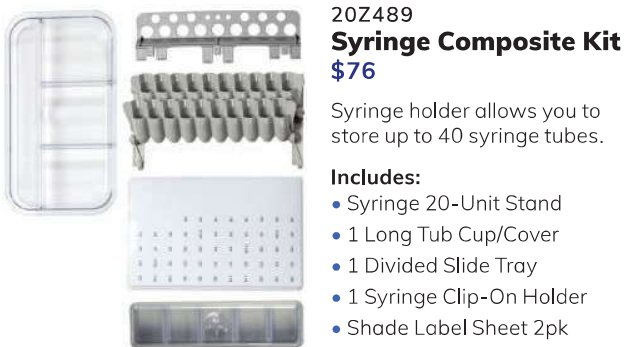 20Z489
Syringe Composite Kit
$76
Syringe holder allows you to
store up to 40 syringe tubes.
Includes:
• Syringe 20-Unit Stand
• 1 Long Tub Cup/Cover
• 1 Divided Slide Tray
• 1 Syringe Clip-On Holder
• Shade Label Sheet 2pk